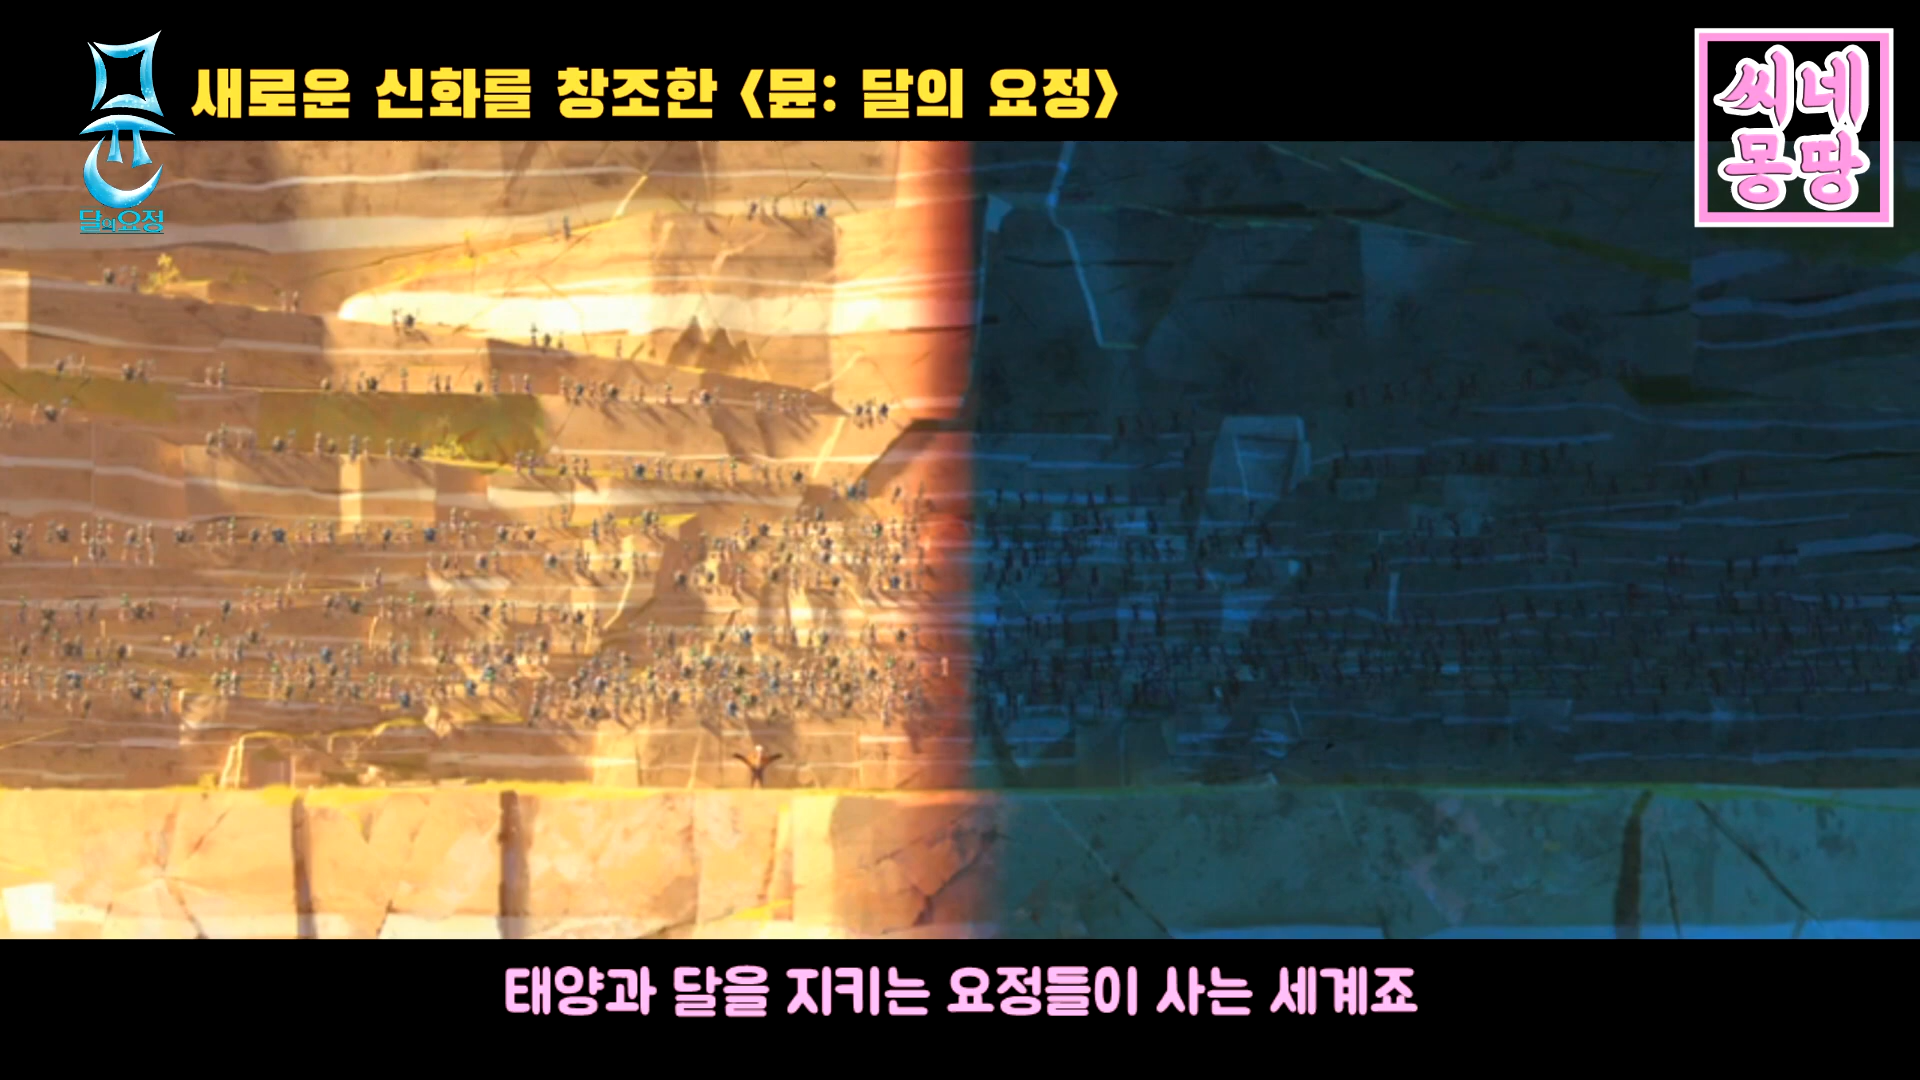 뮨
달의요정
새로운 신화를 창조한 <뮨: 달의 요정>
씨네
몽땅
태양과 달을 지키는 요정들이 사는 세계죠